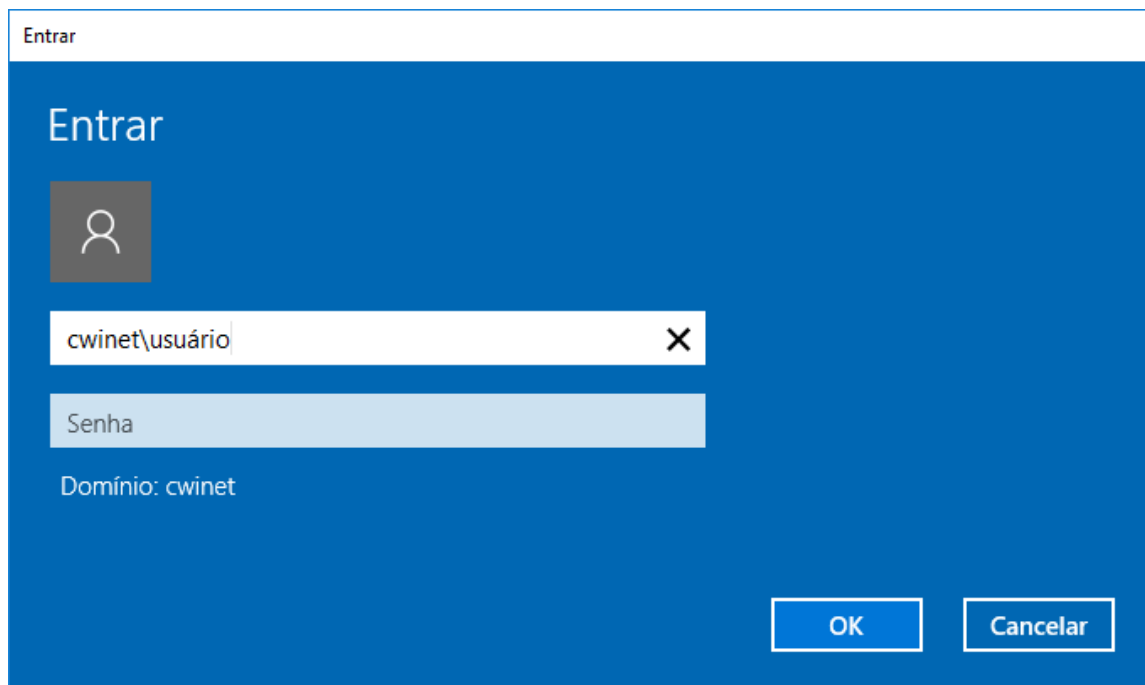 Entrar
Entrar
cwinet\usuário
Senha
Domínio: cwinet
OK Cancelar